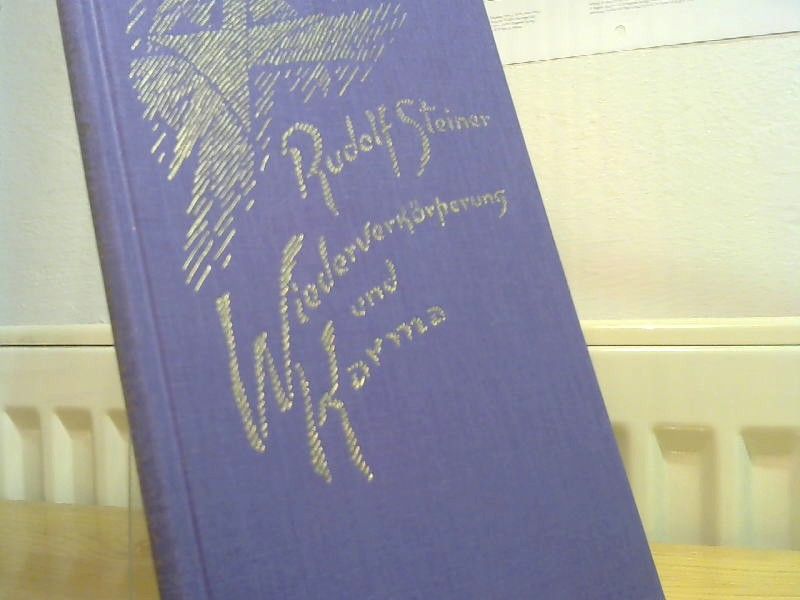 Rudolf Steiner
Wiederverkörperung
und
Karma